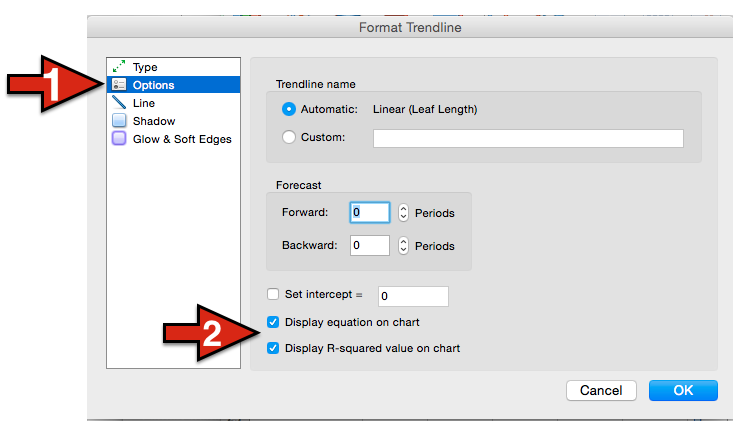 Format Trendline
1
Type
Options
Line
Shadow
Glow & Soft Edges
Trendline name
Automatic: Linear (Leaf Length)
Custom:
Forecast
Forward: 0 Periods
Backward: 0 Periods
Set intercept = 0
2
Display equation on chart
Display R-squared value on chart
Cancel OK